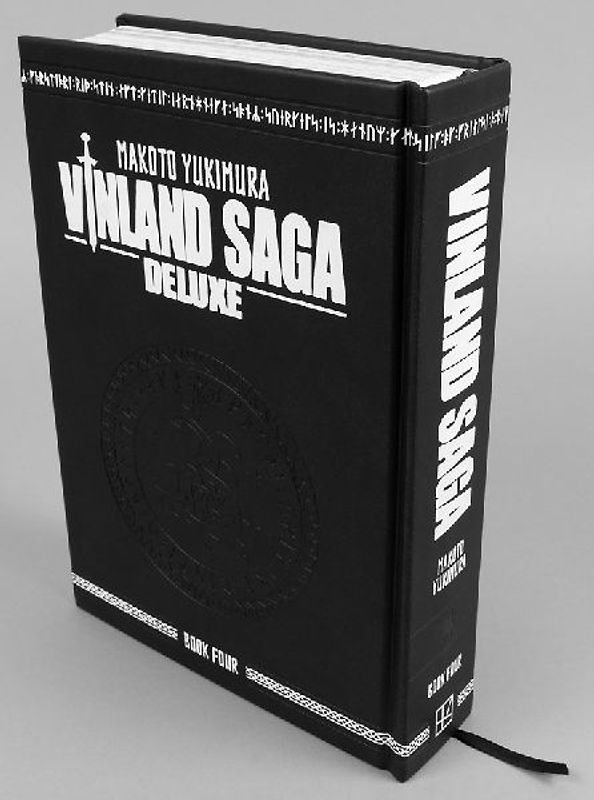 MAKOTO YUKIMURA
VINLAND SAGA
DELUXE
BOOK FOUR
VINLAND SAGA
MAKOTO
YUKIMURA
BOOK FOUR